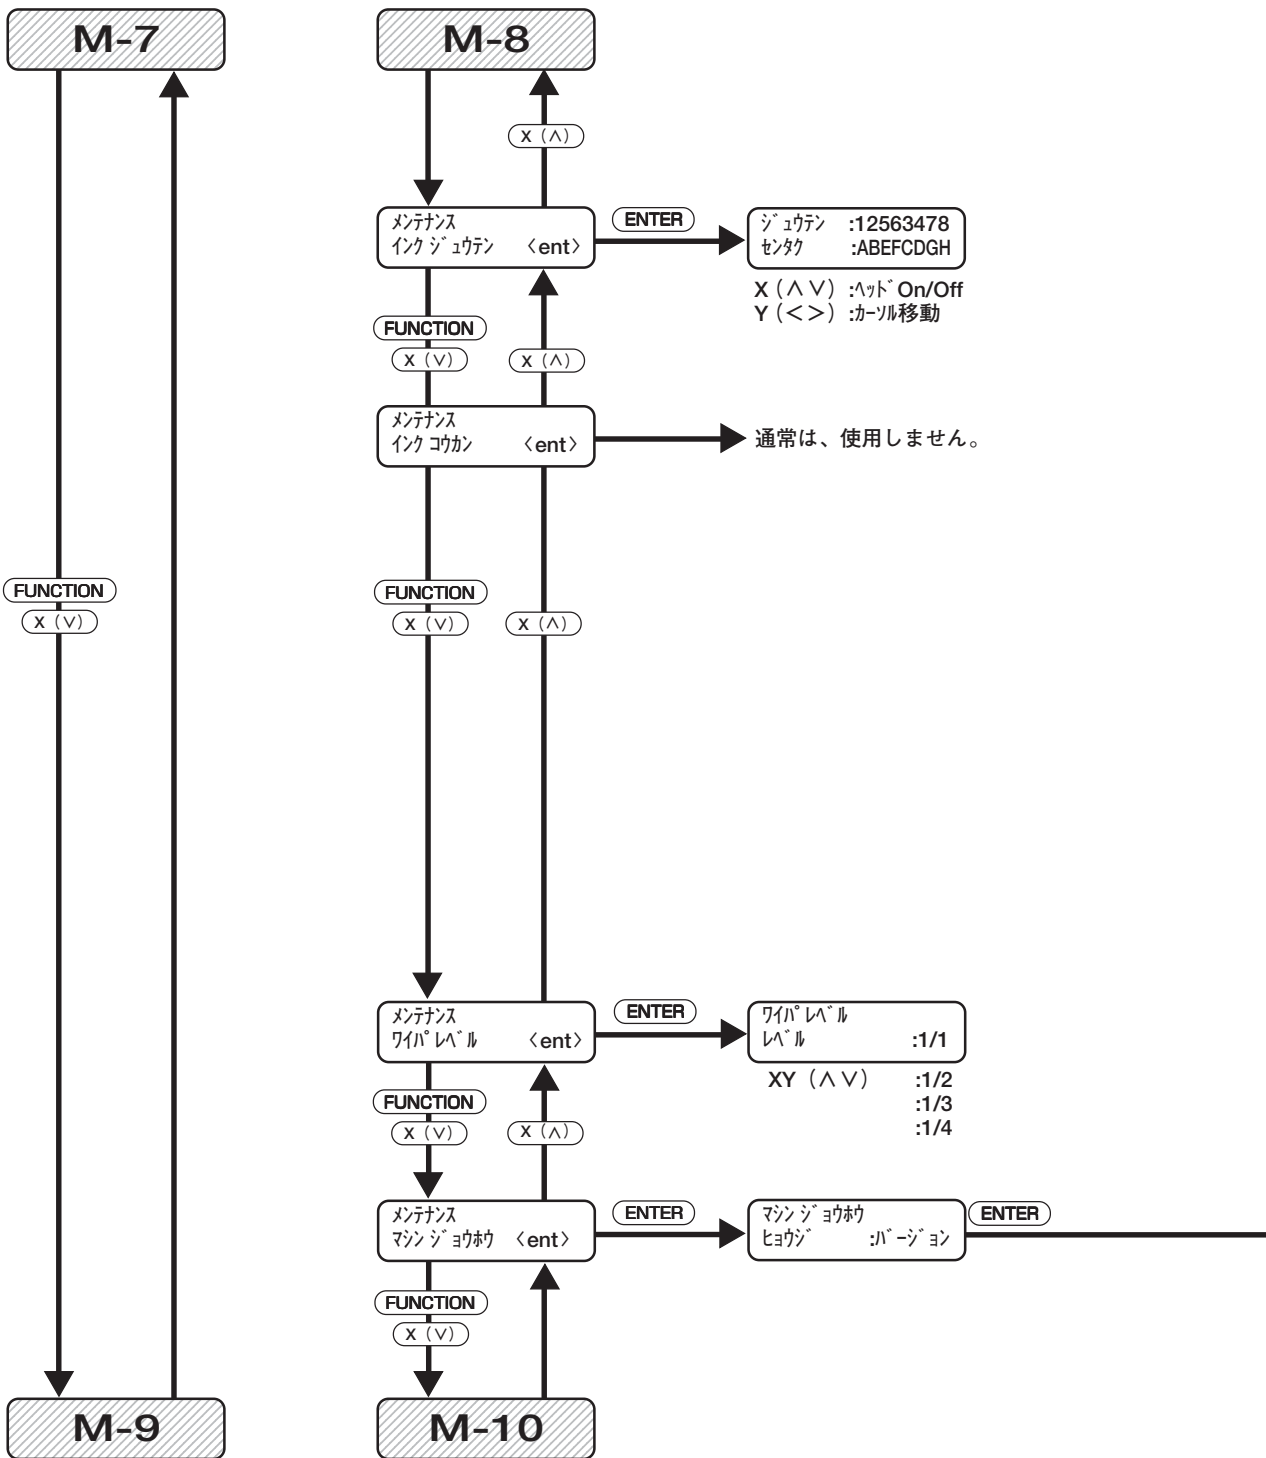 M-7
M-8
X (∧)
メンテナンス
インク ジュウテン <ent>
ENTER
ジュウテン :12563478
センタク :ABEFCDGH
X (∧∨) :ヘッド On/Off
Y (＜＞) :カーソル移動
FUNCTION
X (∨)
X (∧)
メンテナンス
インク コウカン <ent>
通常は、使用しません。
FUNCTION
X (∨)
FUNCTION
X (∨)
X (∧)
メンテナンス
ワイパ レベル <ent>
ENTER
ワイパ レベル
レベル :1/1
XY (∧∨) :1/2
:1/3
:1/4
FUNCTION
X (∨)
X (∧)
メンテナンス
マシン ジョウホウ <ent>
ENTER
マシン ジョウホウ
ヒョウジ :バージョン
ENTER
FUNCTION
X (∨)
M-9
M-10